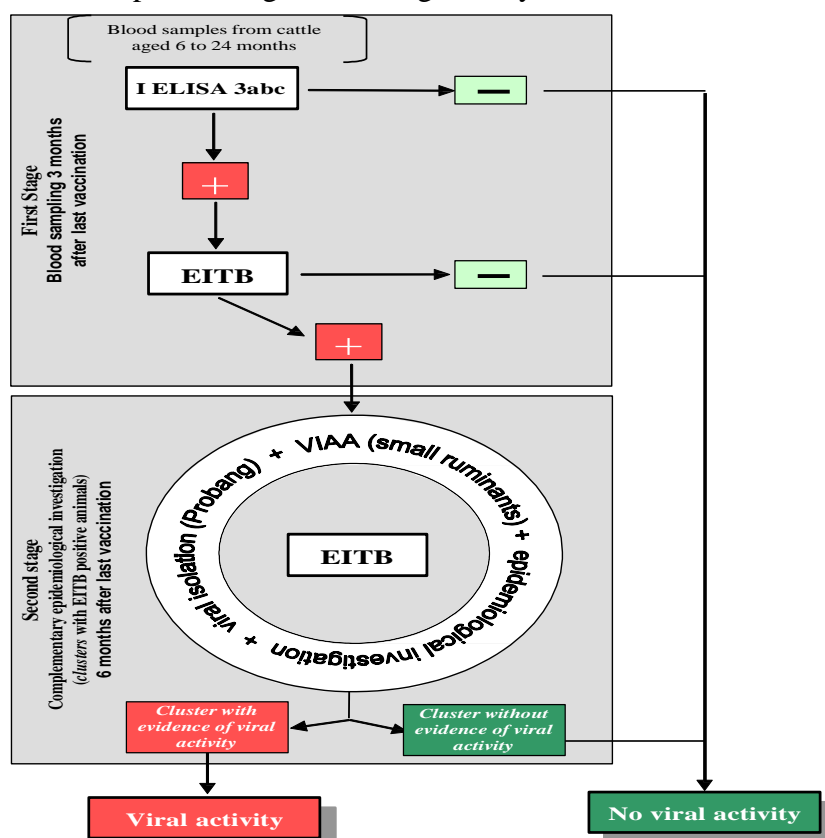 Blood samples from cattle
aged 6 to 24 months
I ELISA 3abc
—
+
First Stage
Blood sampling 3 months
after last vaccination
EITB
—
+
Second stage
Complementary epidemiological investigation
(clusters with EITB positive animals)
6 months after last vaccination
viral isolation (Probang) + VIAA (small ruminants) + epidemiological investigation +
EITB
Cluster with
evidence of viral
activity
Cluster without
evidence of viral
activity
Viral activity
No viral activity